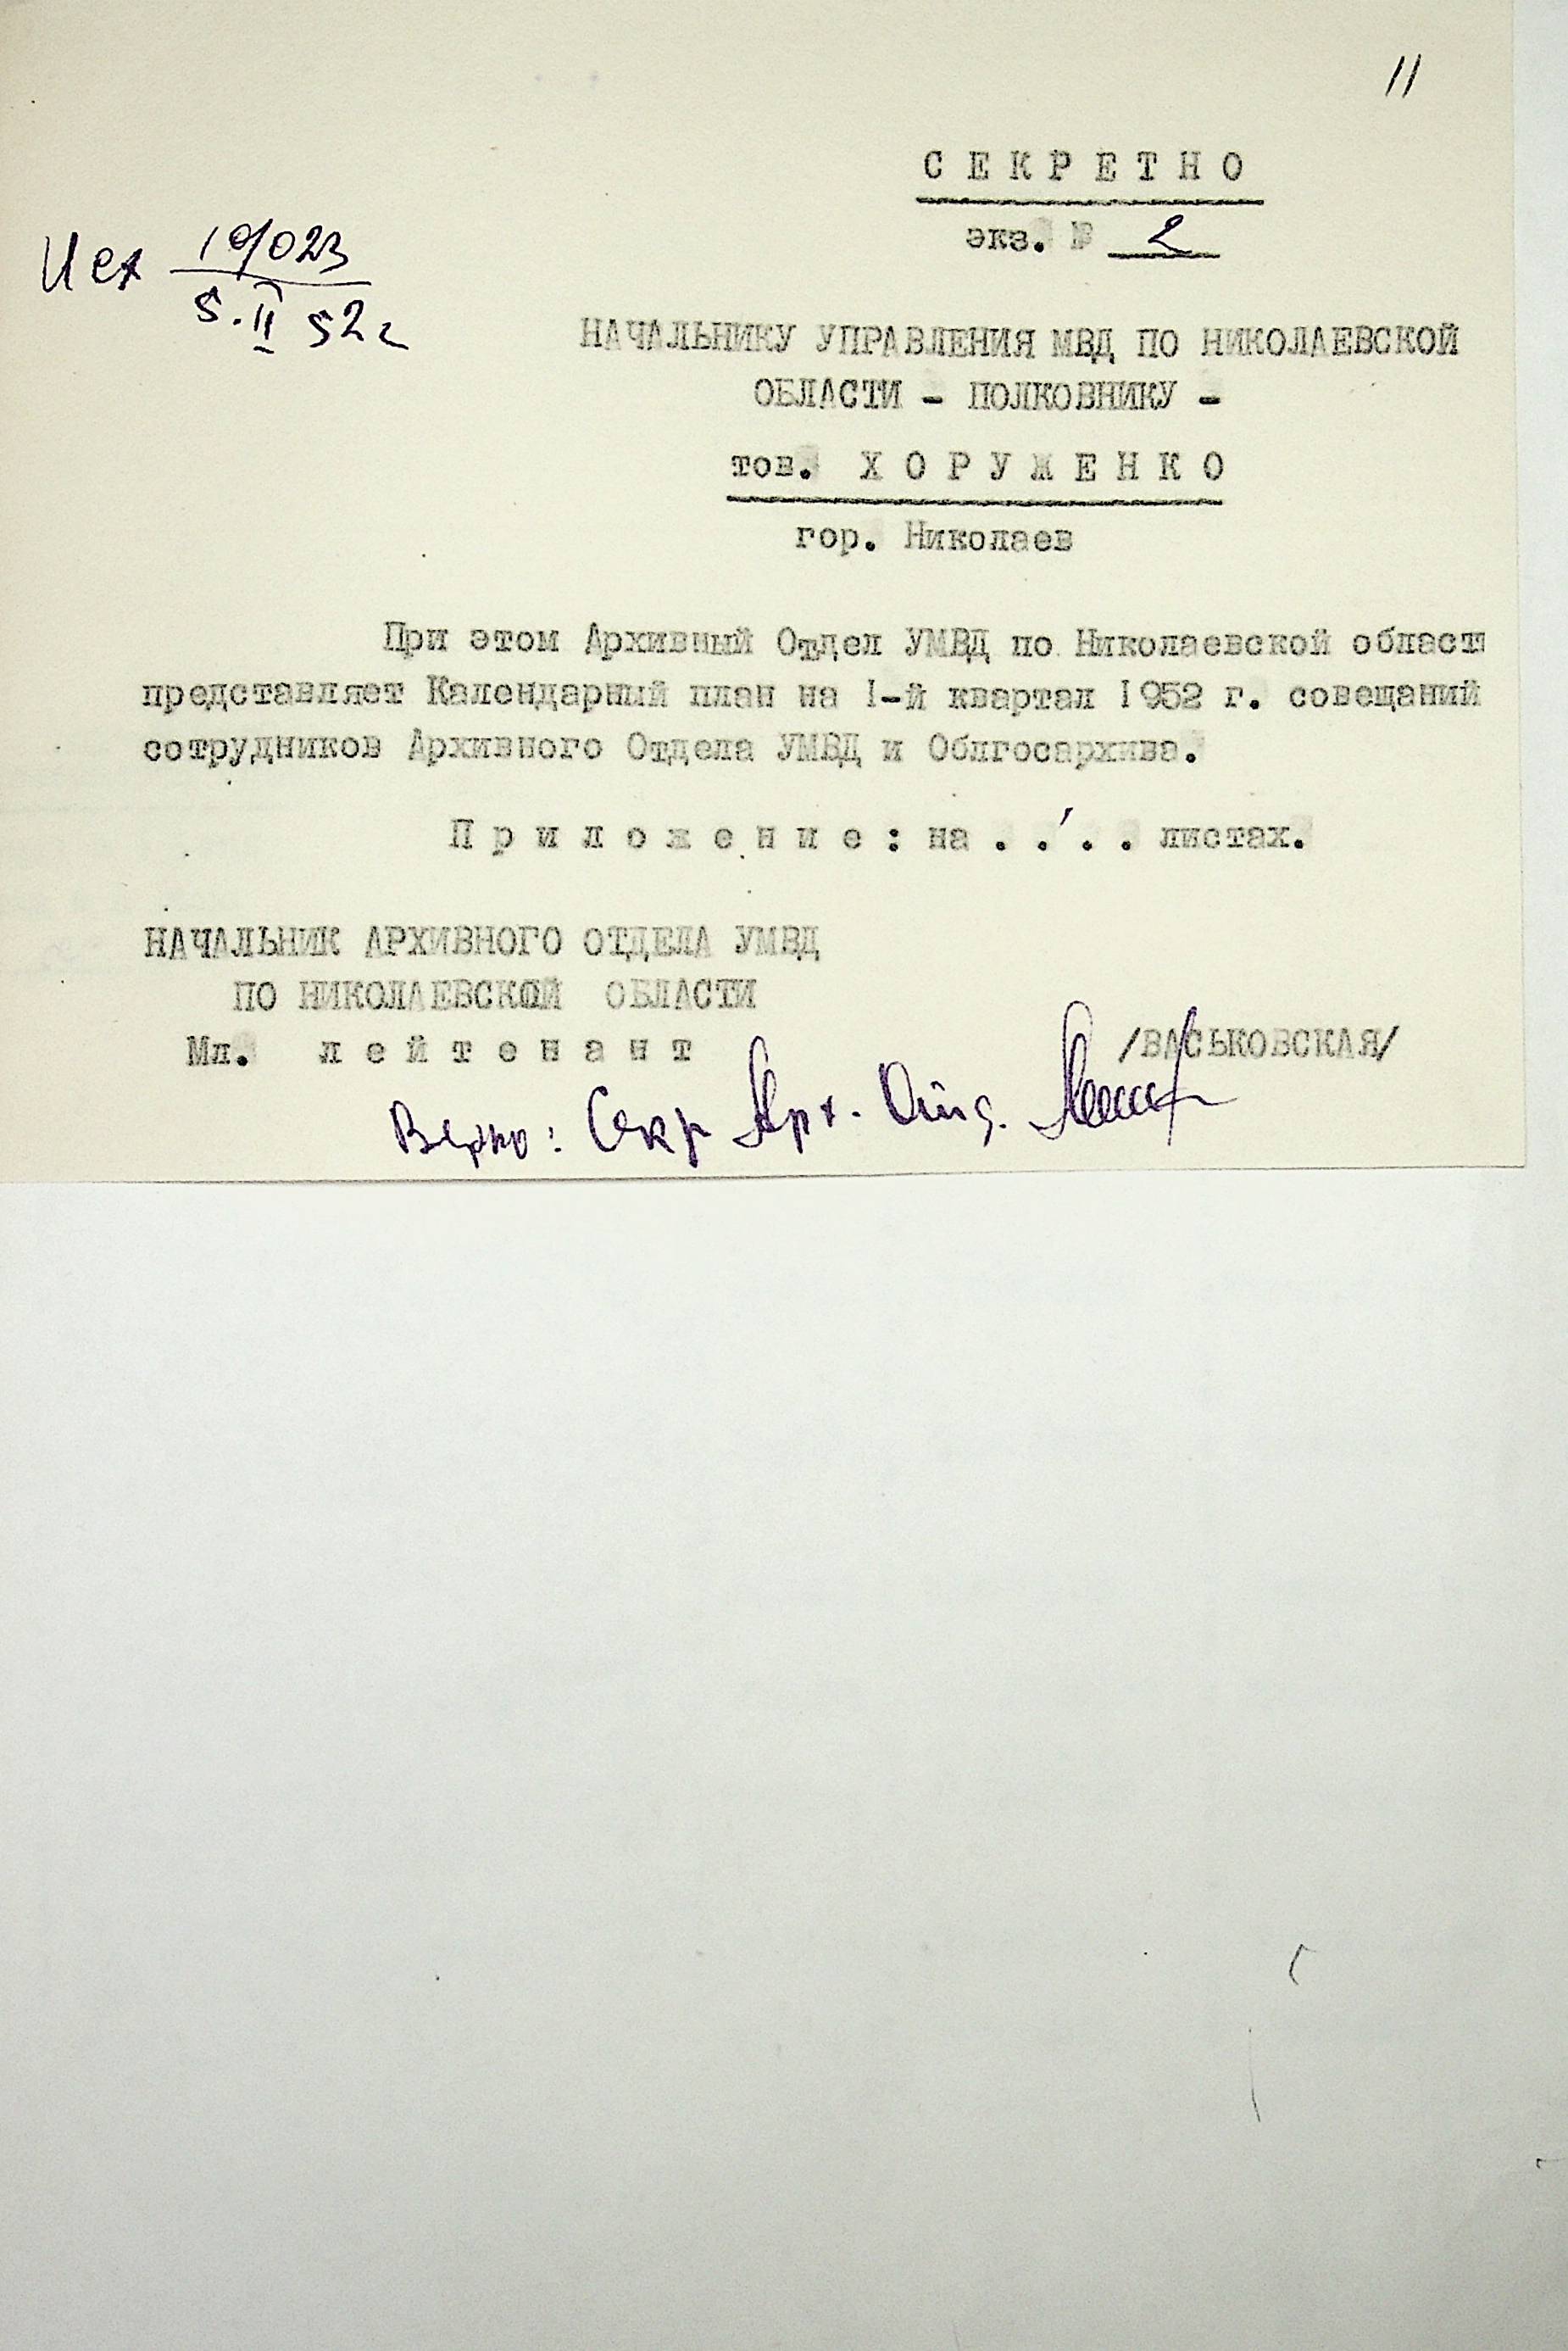 11
СЕКРЕТНО
экз. № 2
Исх 19/023
5.II 52г
НАЧАЛЬНИКУ УПРАВЛЕНИЯ МВД ПО НИКОЛАЕВСКОЙ
ОБЛАСТИ - ПОЛКОВНИКУ -
тов. ХОРУЖЕНКО
гор. Николаев
При этом Архивный Отдел УМВД по Николаевской област
представляет Календарный план на I-й квартал 1952 г. совещаний
сотрудников Архивного Отдела УМВД и Облгосархива.
Приложение: на .... листах.
НАЧАЛЬНИК АРХИВНОГО ОТДЕЛА УМВД
ПО НИКОЛАЕВСКОЙ ОБЛАСТИ
Мл. лейтенант /ВАСЬКОВСКАЯ/
Верно: Секр Арх. Отд.